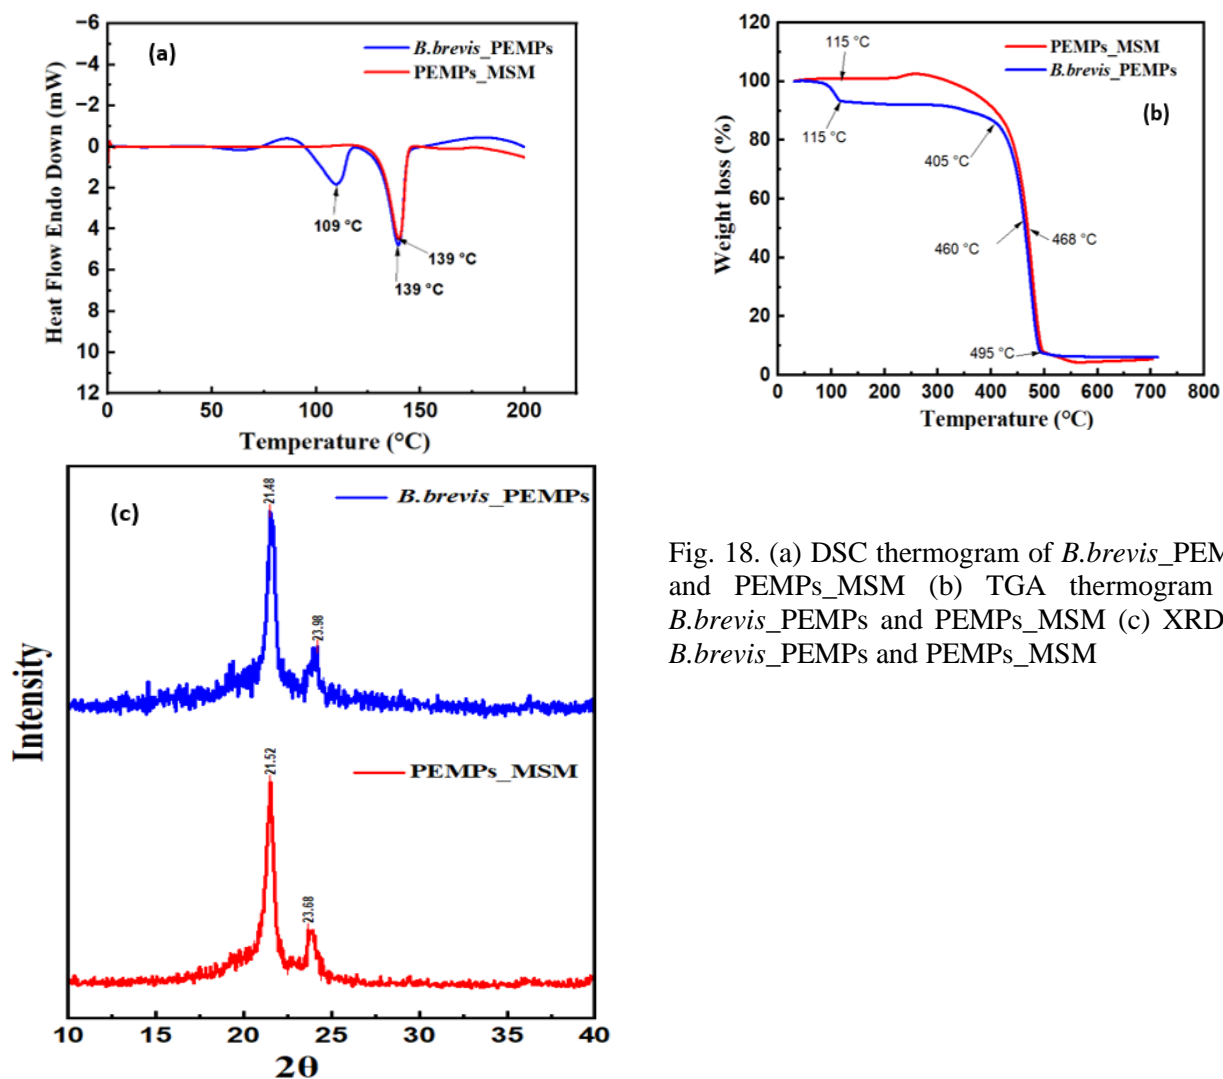 −6
−4
−2
0
2
4
6
8
10
12
Heat Flow Endo Down (mW)
(a)
B.brevis_PEMPs
PEMPs_MSM
109 °C
139 °C
139 °C
0 50 100 150 200
Temperature (°C)
120
100
80
60
40
20
0
Weight loss (%)
115 °C
PEMPs_MSM
B.brevis_PEMPs
(b)
115 °C
405 °C
460 °C
468 °C
495 °C
0 100 200 300 400 500 600 700 800
Temperature (°C)
(c)
21.48
B.brevis_PEMPs
23.98
Intensity
21.52
PEMPs_MSM
23.68
10 15 20 25 30 35 40
2θ
Fig. 18. (a) DSC thermogram of B.brevis_PEM
and PEMPs_MSM (b) TGA thermogram
B.brevis_PEMPs and PEMPs_MSM (c) XRD
B.brevis_PEMPs and PEMPs_MSM